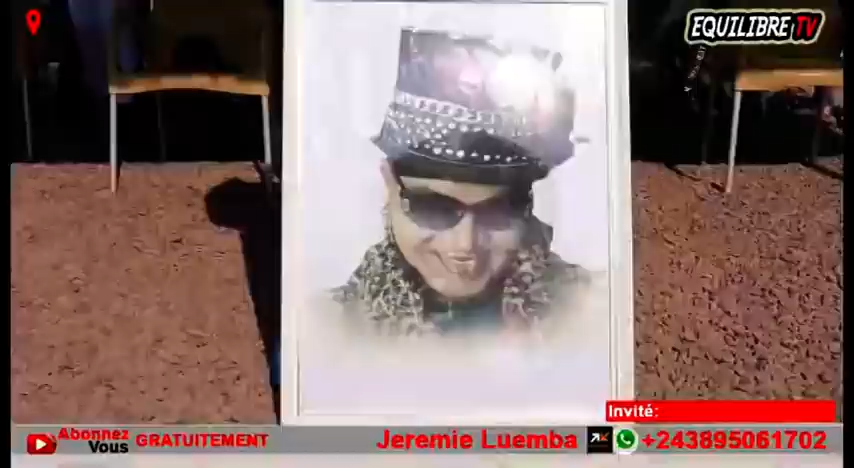 EQUILIBRE TV
Invité:
Abonnez
Vous
GRATUITEMENT
Jeremie Luemba
+243895061702